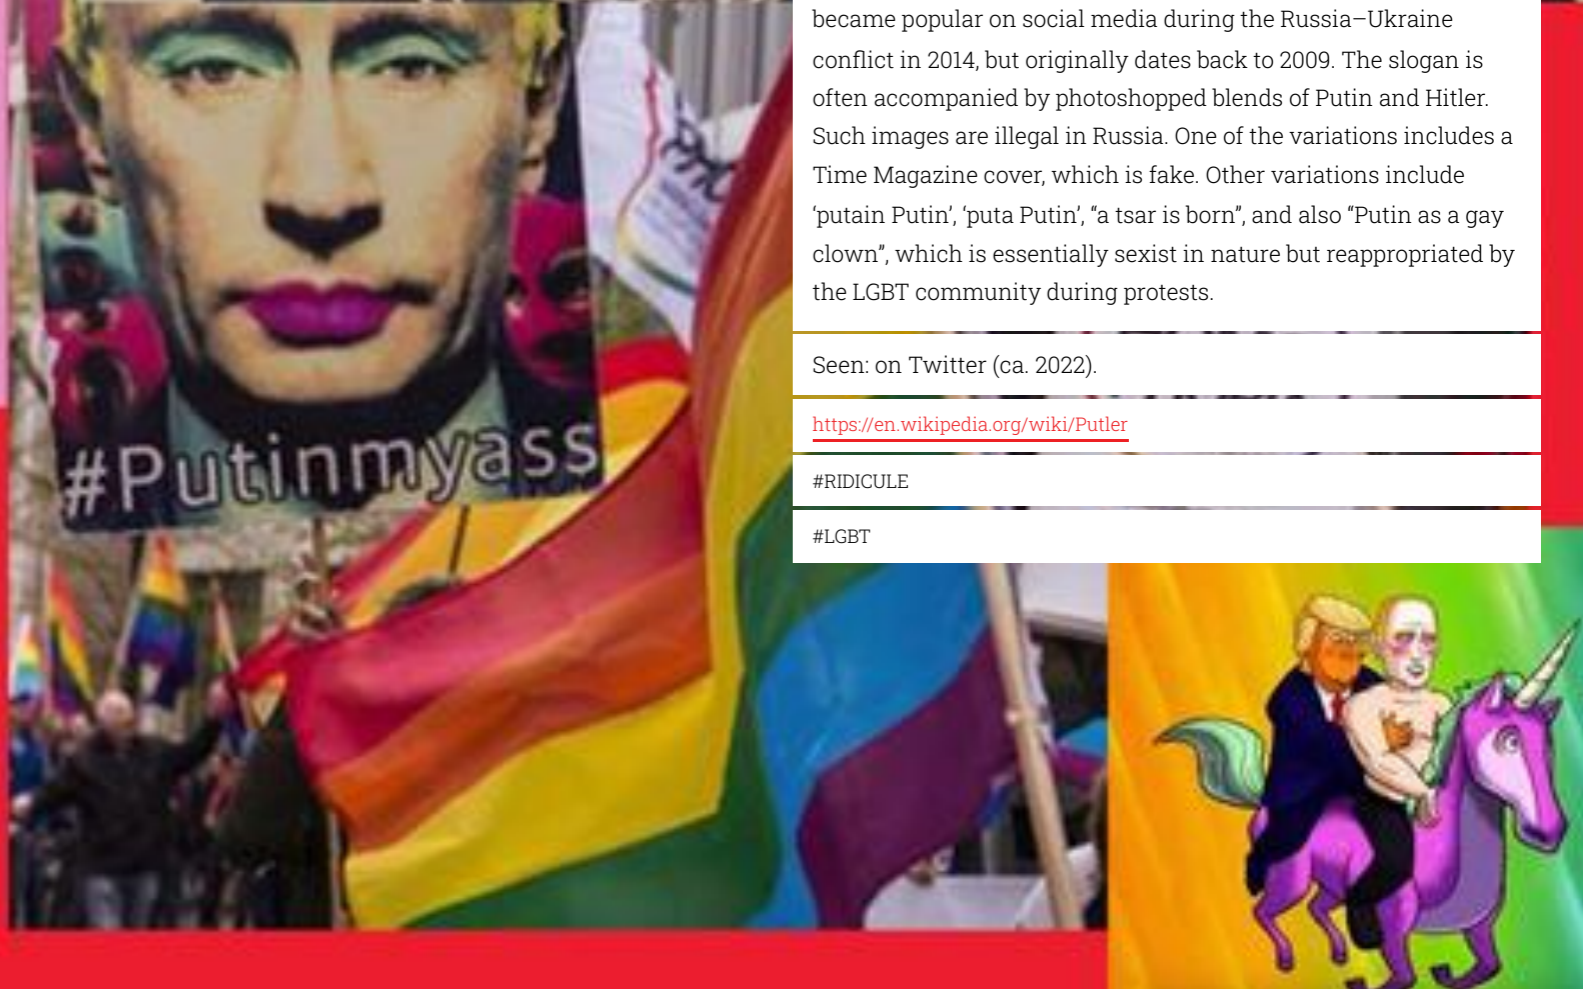 became popular on social media during the Russia–Ukraine
conflict in 2014, but originally dates back to 2009. The slogan is
often accompanied by photoshopped blends of Putin and Hitler.
Such images are illegal in Russia. One of the variations includes a
Time Magazine cover, which is fake. Other variations include
‘putain Putin’, ‘puta Putin’, “a tsar is born”, and also “Putin as a gay
clown”, which is essentially sexist in nature but reappropriated by
the LGBT community during protests.
Seen: on Twitter (ca. 2022).
https://en.wikipedia.org/wiki/Putler
#RIDICULE
#LGBT
#Putinmyass